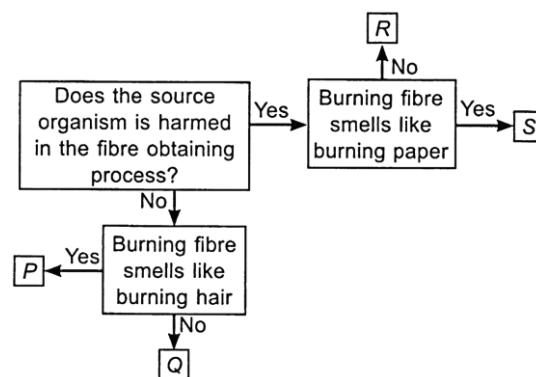 R
No
Does the source
organism is harmed
in the fibre obtaining
process?
Yes
Burning fibre
smells like
burning paper
Yes
S
No
P
Yes
Burning fibre
smells like
burning hair
No
Q